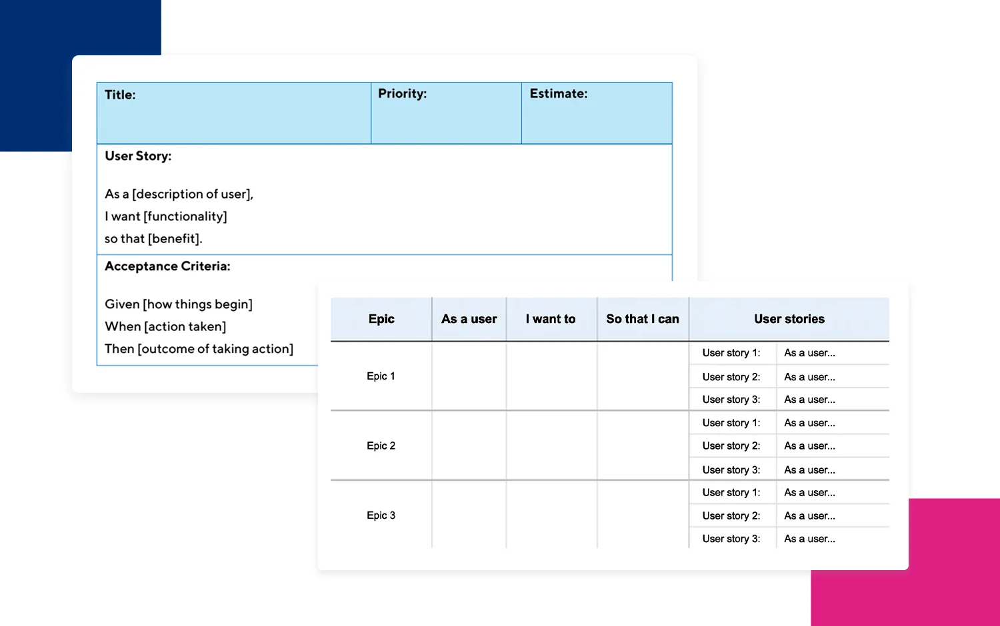 Title:
Priority:
Estimate:
User Story:
As a [description of user],
I want [functionality]
so that [benefit].
Acceptance Criteria:
Given [how things begin]
When [action taken]
Then [outcome of taking action]
Epic As a user I want to So that I can User stories
Epic 1
User story 1: As a user...
User story 2: As a user...
User story 3: As a user...
Epic 2
User story 1: As a user...
User story 2: As a user...
User story 3: As a user...
Epic 3
User story 1: As a user...
User story 2: As a user...
User story 3: As a user...